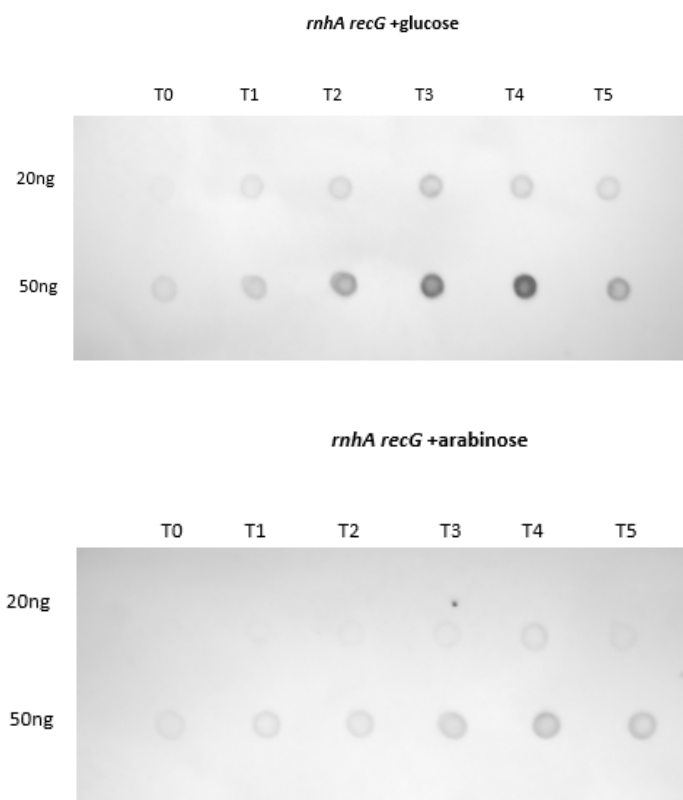 rnhA recG +glucose
T0 T1 T2 T3 T4 T5
20ng
50ng
rnhA recG +arabinose
T0 T1 T2 T3 T4 T5
20ng
50ng